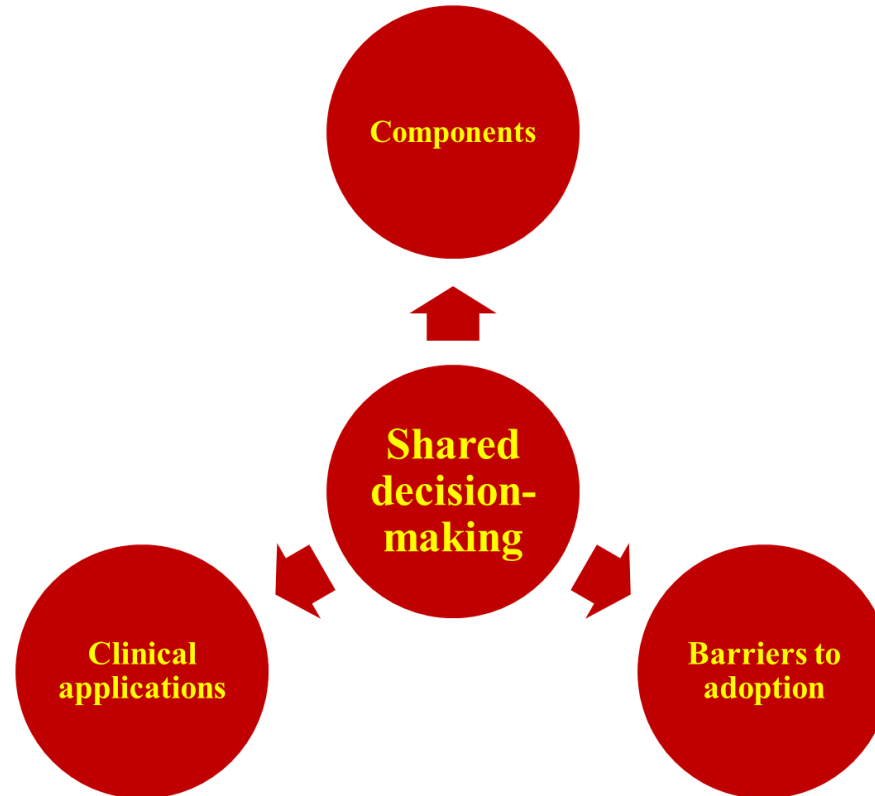 Components
Shared
decision-
making
Clinical
applications
Barriers to
adoption